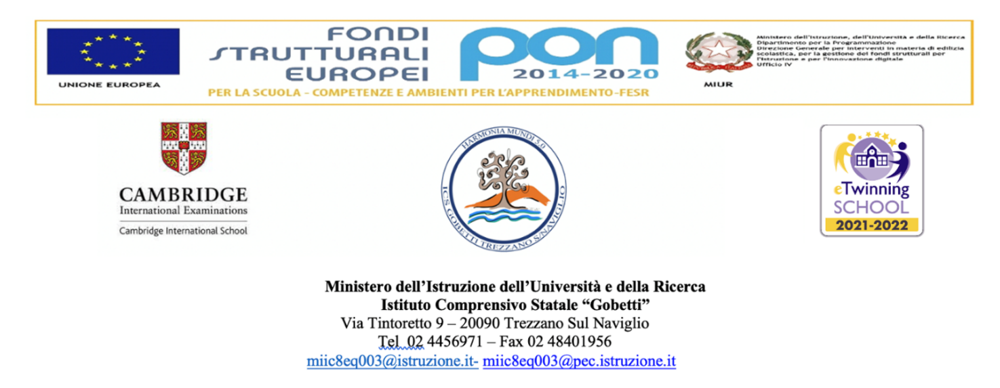 UNIONE EUROPEA
FONDI
STRUTTURALI
EUROPEI
pon
2014-2020
PER LA SCUOLA - COMPETENZE E AMBIENTI PER L'APPRENDIMENTO-FESR
MIUR
Ministero dell'Istruzione, dell'Università e della Ricerca
Dipartimento per la Programmazione
Direzione Generale per interventi in materia di edilizia
scolastica, per la gestione dei fondi strutturali per
l'Istruzione e per l'innovazione digitale
Ufficio IV
CAMBRIDGE
International Examinations
Cambridge International School
HARMONIA MUNDI 5.0
ICS GOBETTI TREZZANO S/NAVIGLIO
eTwinning
SCHOOL
2021-2022
Ministero dell'Istruzione dell'Università e della Ricerca
Istituto Comprensivo Statale “Gobetti”
Via Tintoretto 9 – 20090 Trezzano Sul Naviglio
Tel 02 4456971 – Fax 02 48401956
miic8eq003@istruzione.it- miic8eq003@pec.istruzione.it